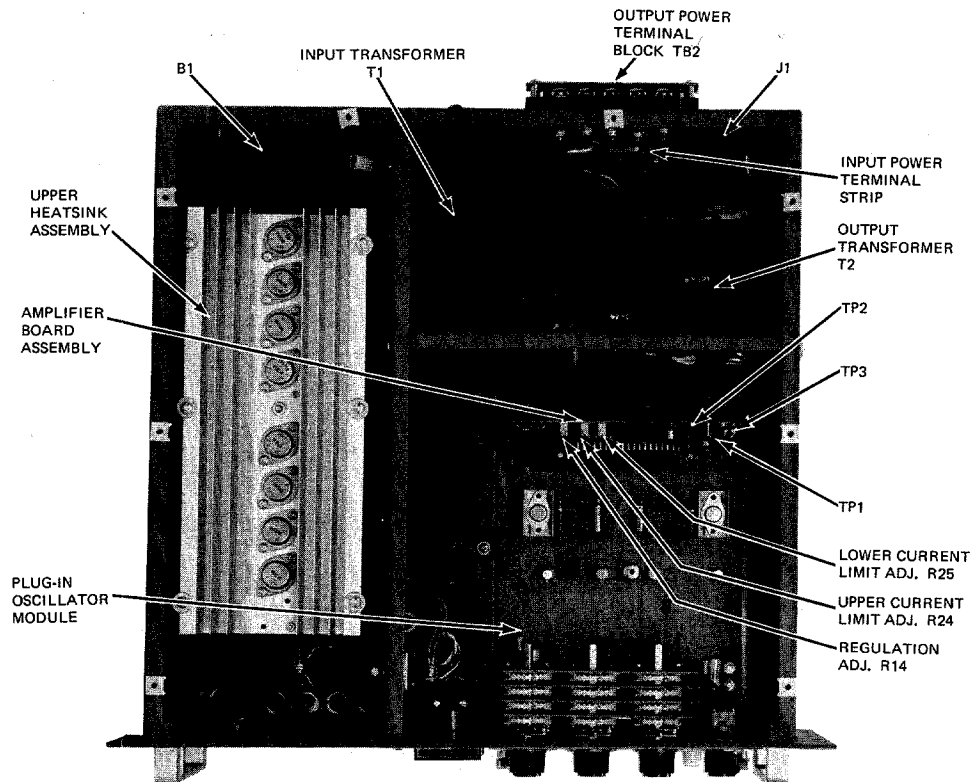 OUTPUT POWER
TERMINAL
BLOCK TB2
INPUT TRANSFORMER
T1
B1
J1
INPUT POWER
TERMINAL
STRIP
UPPER
HEATSINK
ASSEMBLY
OUTPUT
TRANSFORMER
T2
AMPLIFIER
BOARD
ASSEMBLY
TP2
TP3
TP1
LOWER CURRENT
LIMIT ADJ. R25
PLUG-IN
OSCILLATOR
MODULE
UPPER CURRENT
LIMIT ADJ. R24
REGULATION
ADJ. R14